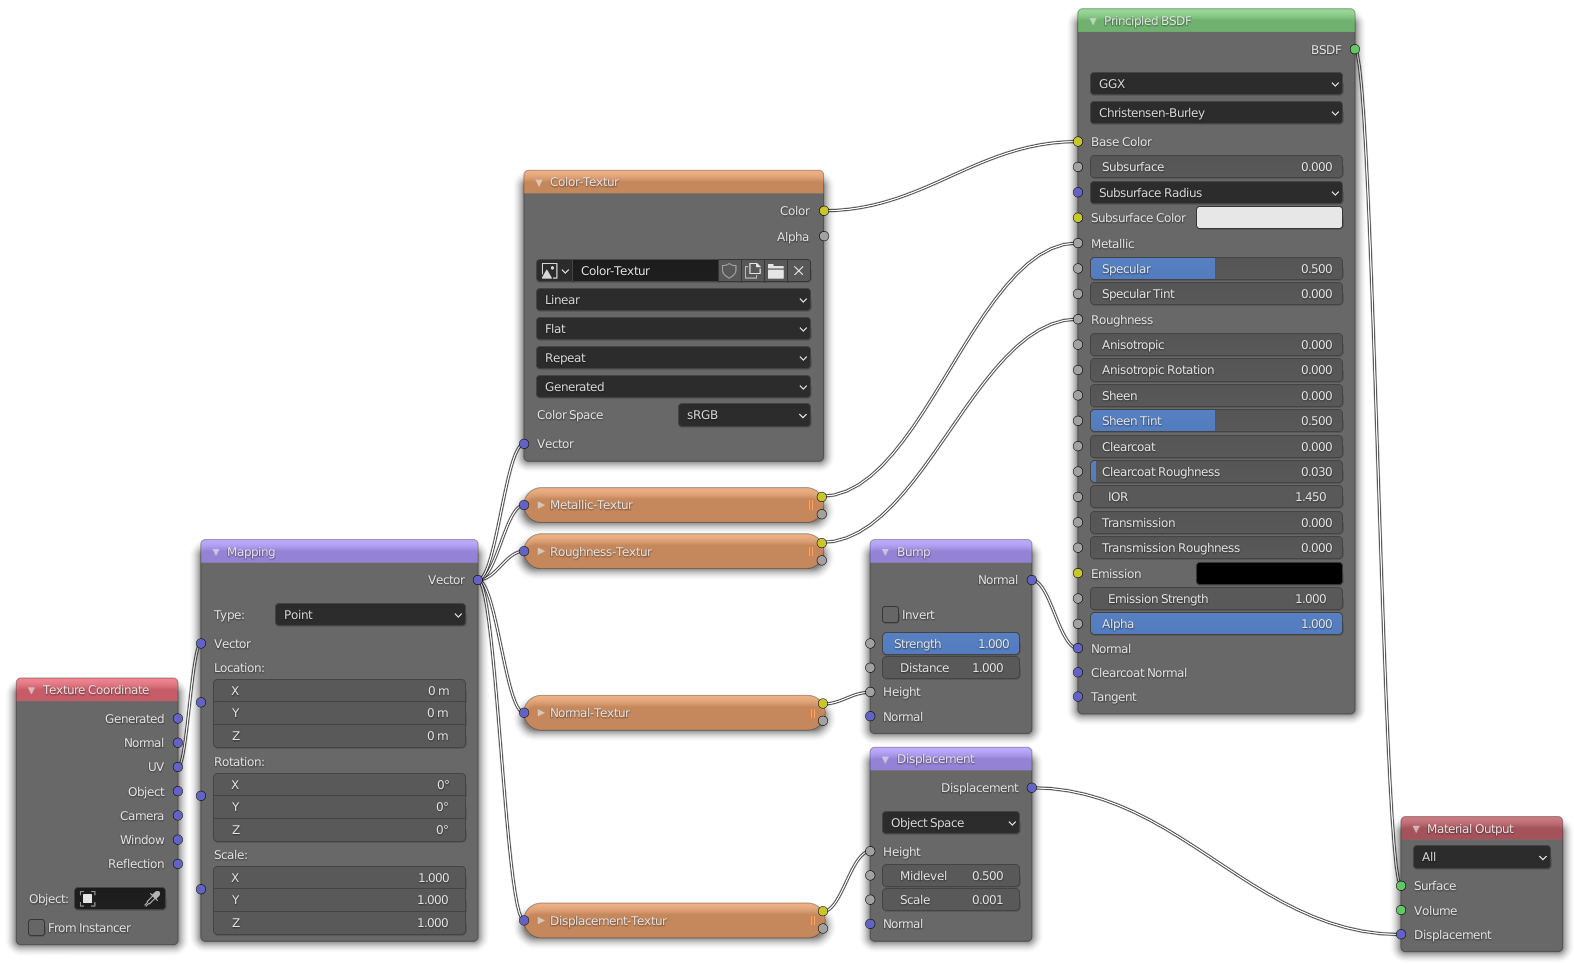 Texture Coordinate
Generated
Normal
UV
Object
Camera
Window
Reflection
Object:
From Instancer
Mapping
Vector
Type: Point
Vector
Location:
X 0 m
Y 0 m
Z 0 m
Rotation:
X 0°
Y 0°
Z 0°
Scale:
X 1.000
Y 1.000
Z 1.000
Color-Textur
Color
Alpha
Color-Textur
Linear
Flat
Repeat
Generated
Color Space sRGB
Vector
Metallic-Textur
Roughness-Textur
Normal-Textur
Displacement-Textur
Bump
Normal
Invert
Strength 1.000
Distance 1.000
Height
Normal
Displacement
Displacement
Object Space
Height
Midlevel 0.500
Scale 0.001
Normal
Principled BSDF
BSDF
GGX
Christensen-Burley
Base Color
Subsurface 0.000
Subsurface Radius
Subsurface Color
Metallic
Specular 0.500
Specular Tint 0.000
Roughness
Anisotropic 0.000
Anisotropic Rotation 0.000
Sheen 0.000
Sheen Tint 0.500
Clearcoat 0.000
Clearcoat Roughness 0.030
IOR 1.450
Transmission 0.000
Transmission Roughness 0.000
Emission
Emission Strength 1.000
Alpha 1.000
Normal
Clearcoat Normal
Tangent
Material Output
All
Surface
Volume
Displacement